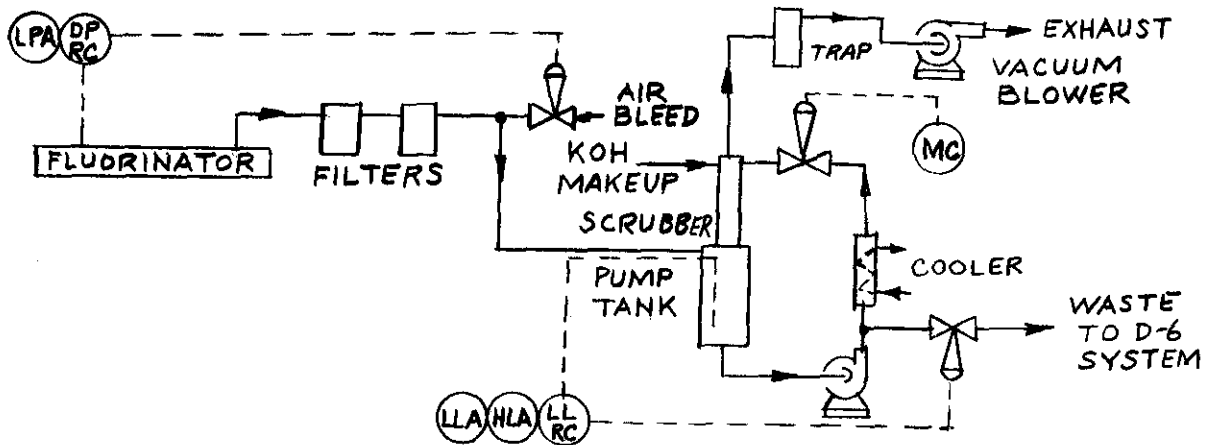 LPA
DP
RC
FLUORINATOR
FILTERS
AIR
BLEED
TRAP
EXHAUST
VACUUM
BLOWER
MC
KOH
MAKEUP
SCRUBBER
PUMP
TANK
COOLER
WASTE
TO D-6
SYSTEM
LLA
HLA
LL
RC